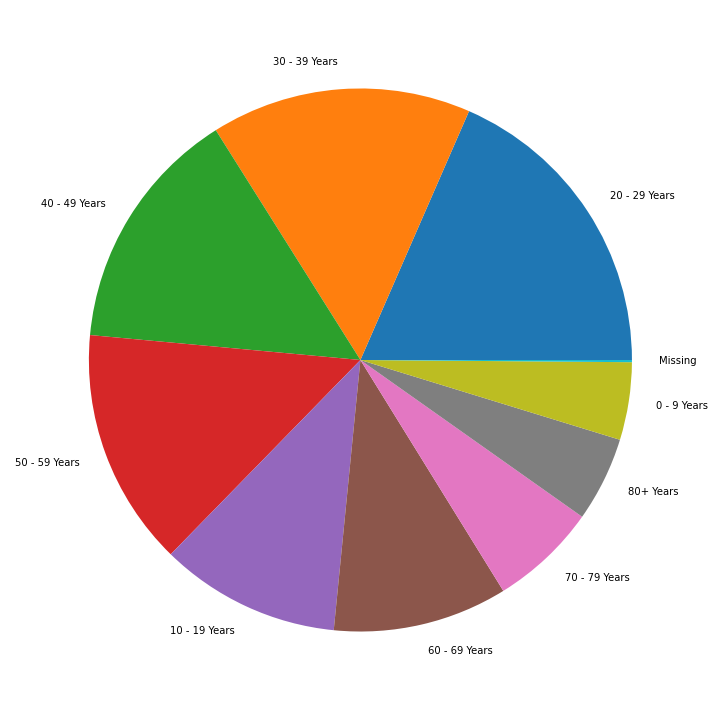 30 - 39 Years
20 - 29 Years
40 - 49 Years
Missing
0 - 9 Years
50 - 59 Years
80+ Years
70 - 79 Years
10 - 19 Years
60 - 69 Years